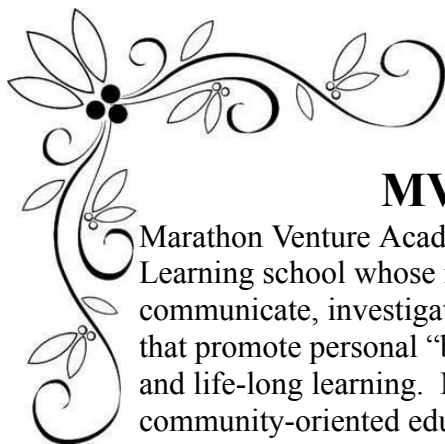 MV
Marathon Venture Acad
Learning school whose
communicate, investigat
that promote personal “b
and life-long learning.
community-oriented edu